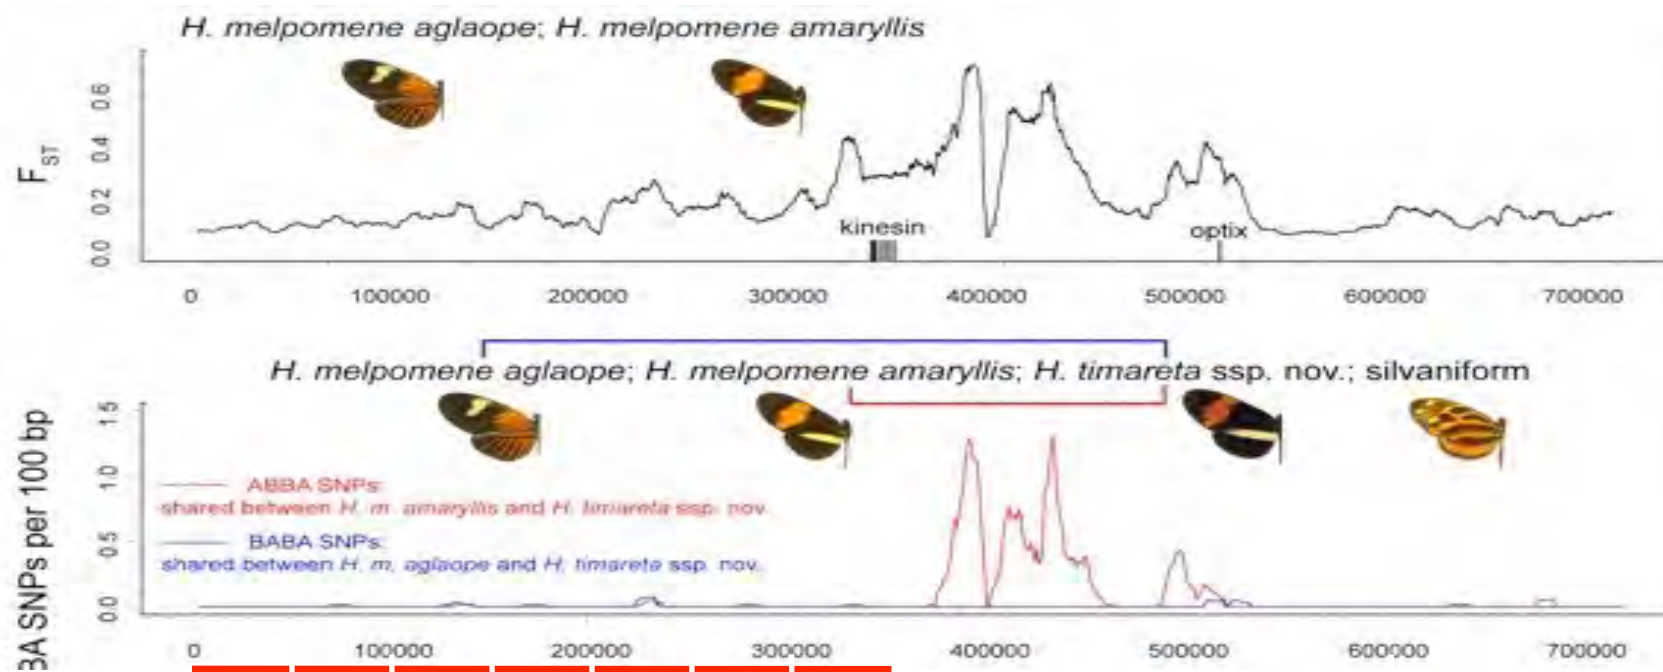 H. melpomene aglaope; H. melpomene amaryllis
0.6
0.4
0.2
0.0
F ST
kinesin
optix
0 100000 200000 300000 400000 500000 600000 700000
H. melpomene aglaope; H. melpomene amaryllis; H. timareta ssp. nov.; silvaniform
1.5
1.0
0.5
0.0
BA SNPs per 100 bp
ABBA SNPs:
shared between H. m. amaryllis and H. timareta ssp. nov.
BABA SNPs:
shared between H. m. aglaope and H. timareta ssp. nov.
0 100000 200000 300000 400000 500000 600000 700000